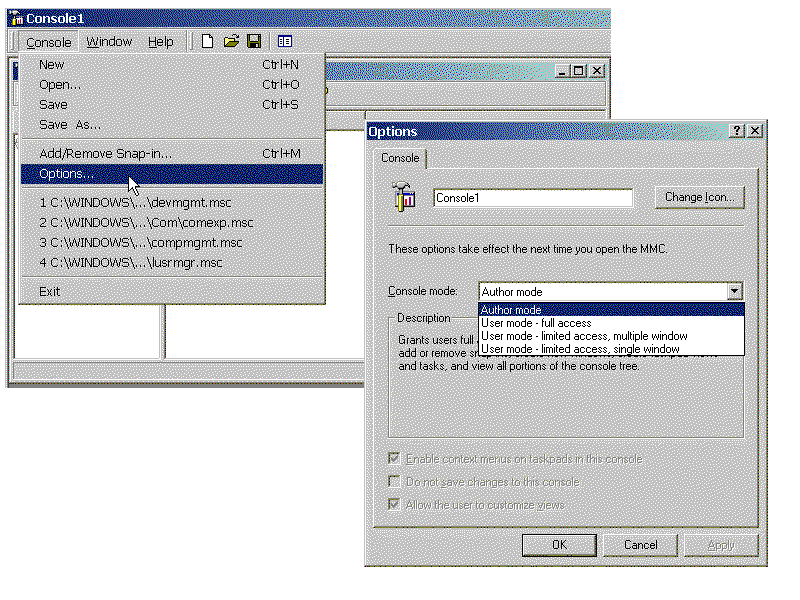 Console1
Console Window Help
New Ctrl+N
Open... Ctrl+O
Save Ctrl+S
Save As...
Add/Remove Snap-in... Ctrl+M
Options...
1 C:\WINDOWS\...\devmgmt.msc
2 C:\WINDOWS\...\Com\comexp.msc
3 C:\WINDOWS\...\compmgmt.msc
4 C:\WINDOWS\...\lusrmgr.msc
Exit
Options
Console
Console1
Change Icon...
These options take effect the next time you open the MMC.
Console mode: Author mode
Author mode
User mode - full access
User mode - limited access, multiple window
User mode - limited access, single window
Description
Grants users full
add or remove
and tasks, and view all portions of the console tree.
Enable context menus on taskpads in this console
Do not save changes to this console
Allow the user to customize views
OK Cancel Apply